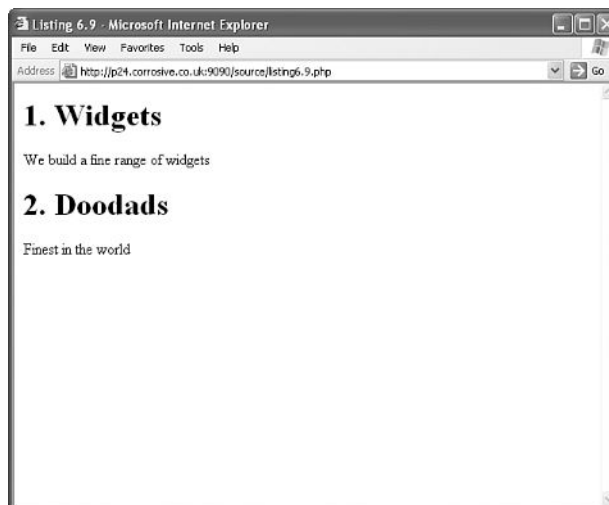 Listing 6.9 - Microsoft Internet Explorer
File Edit View Favorites Tools Help
Address http://p24.corrosive.co.uk:9090/source/listing6.9.php Go
1. Widgets
We build a fine range of widgets
2. Doodads
Finest in the world